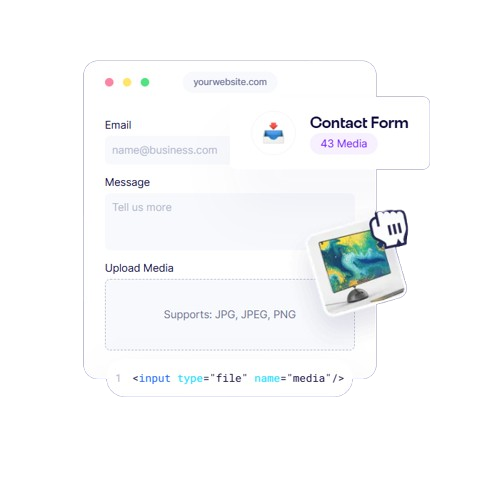 yourwebsite.com
Contact Form
43 Media
Email
name@business.com
Message
Tell us more
Upload Media
Supports: JPG, JPEG, PNG
1 <input type="file" name="media"/>